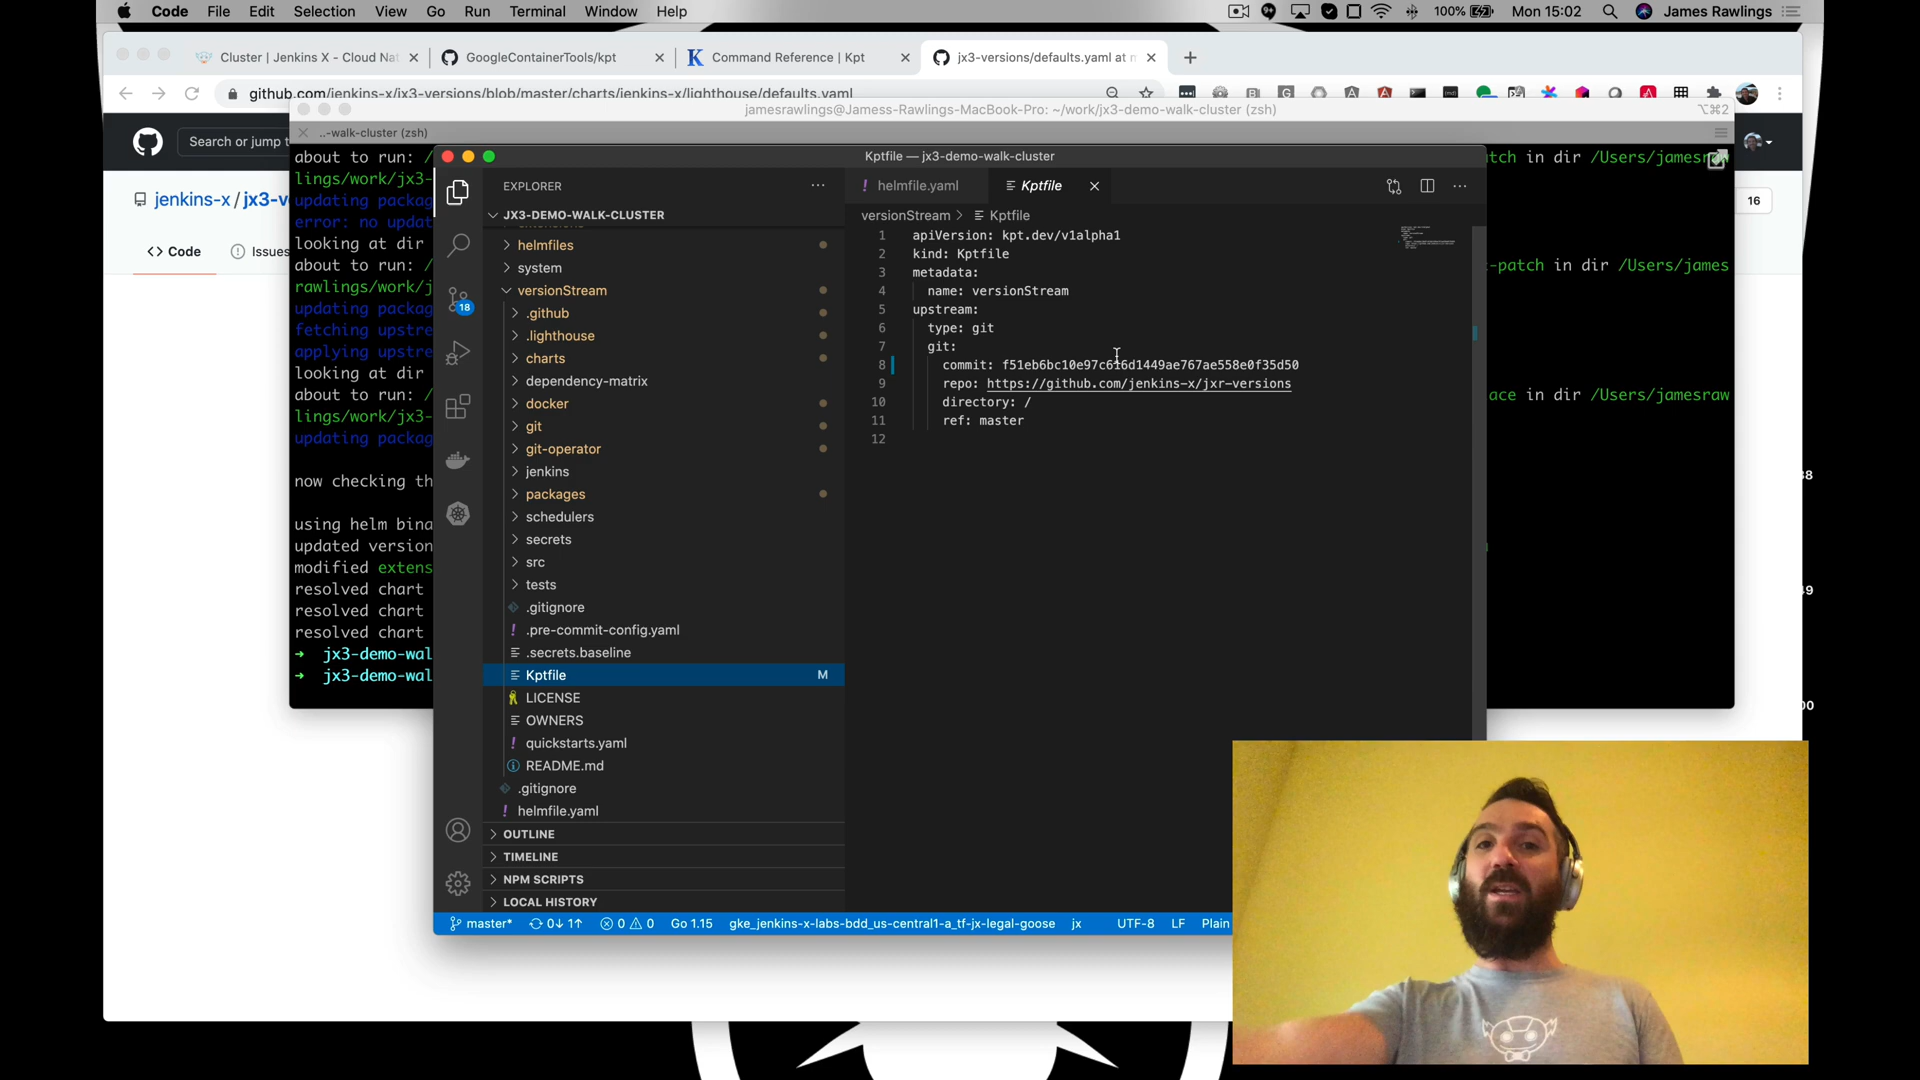 Code File Edit Selection View Go Run Terminal Window Help
100% Mon 15:02 James Rawlings
Cluster | Jenkins X - Cloud Nat
GoogleContainerTools/kpt
Command Reference | Kpt
jx3-versions/defaults.yaml at m
github.com/jenkins-x/jx3-versions/blob/master/charts/jenkins-x/lighthouse/defaults.yaml
jamesrawlings@Jamess-Rawlings-MacBook-Pro: ~/work/jx3-demo-walk-cluster (zsh)
⌥⌘2
..-walk-cluster (zsh)
Search or jump t
jenkins-x / jx3-v
16
Code
Issues
about to run: /
lings/work/jx3-
updating packag
error: no updat
looking at dir
about to run: /
rawlings/work/j
updating packag
fetching upstre
applying upstre
looking at dir
about to run: /
lings/work/jx3-
updating packag
now checking th
using helm bina
updated version
modified extens
resolved chart
resolved chart
resolved chart
→ jx3-demo-wal
→ jx3-demo-wal
tch in dir /Users/jamesraw
-patch in dir /Users/james
ace in dir /Users/jamesraw
Kptfile — jx3-demo-walk-cluster
EXPLORER
JX3-DEMO-WALK-CLUSTER
helmfiles
system
versionStream
.github
.lighthouse
charts
dependency-matrix
docker
git
git-operator
jenkins
packages
schedulers
secrets
src
tests
.gitignore
.pre-commit-config.yaml
.secrets.baseline
Kptfile M
LICENSE
OWNERS
quickstarts.yaml
README.md
.gitignore
helmfile.yaml
OUTLINE
TIMELINE
NPM SCRIPTS
LOCAL HISTORY
18
helmfile.yaml
Kptfile
versionStream > Kptfile
1 apiVersion: kpt.dev/v1alpha1
2 kind: Kptfile
3 metadata:
4 name: versionStream
5 upstream:
6 type: git
7 git:
8 commit: f51eb6bc10e97c616d1449ae767ae558e0f35d50
9 repo: https://github.com/jenkins-x/jxr-versions
10 directory: /
11 ref: master
12
master* 0↓ 1↑ 0 0 Go 1.15 gke_jenkins-x-labs-bdd_us-central1-a_tf-jx-legal-goose jx UTF-8 LF Plain